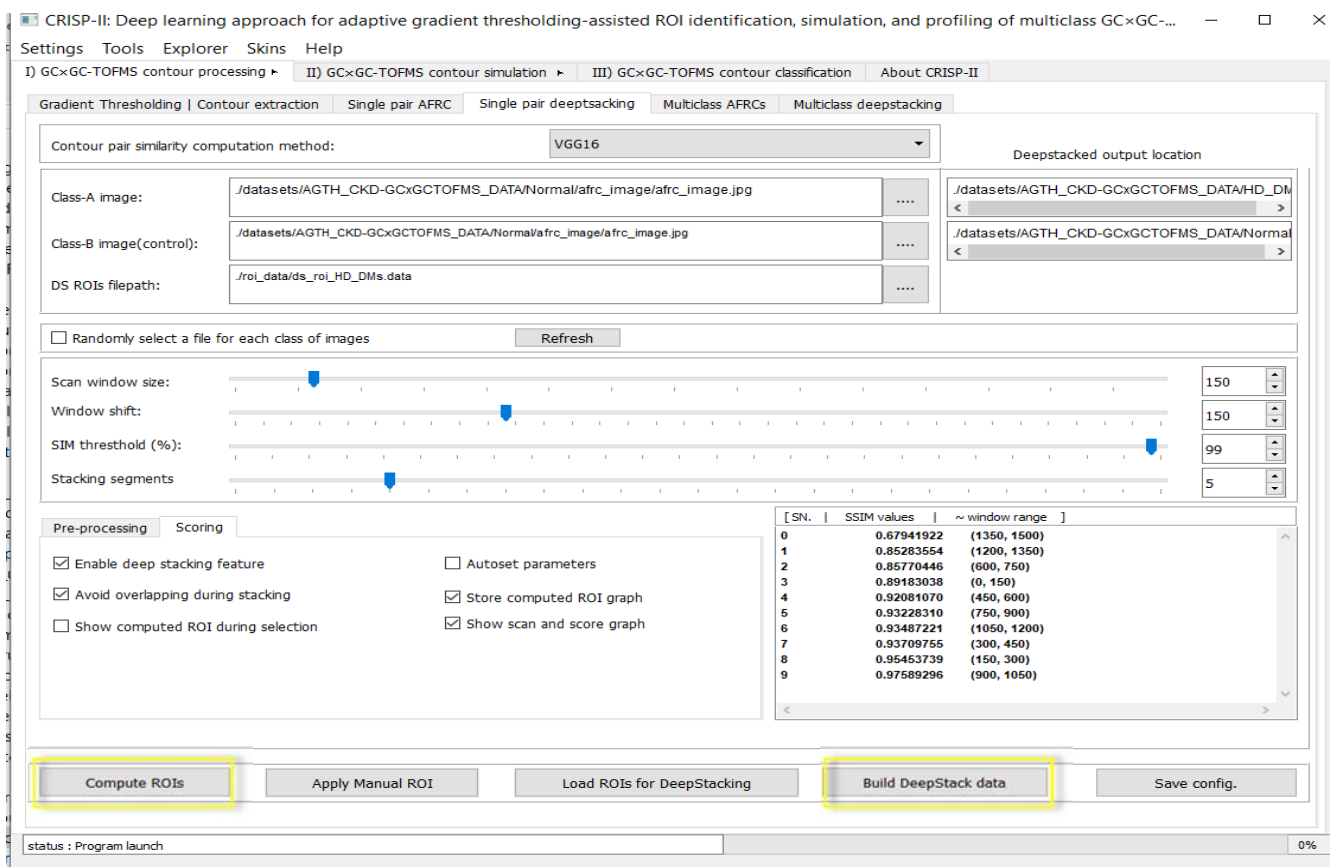 CRISP-II: Deep learning approach for adaptive gradient thresholding-assisted ROI identification, simulation, and profiling of multiclass GC×GC-...
Settings Tools Explorer Skins Help
I) GC×GC-TOFMS contour processing II) GC×GC-TOFMS contour simulation III) GC×GC-TOFMS contour classification About CRISP-II
Gradient Thresholding | Contour extraction Single pair AFRC Single pair deeptsacking Multiclass AFRCs Multiclass deepstacking
Contour pair similarity computation method: VGG16
Deepstacked output location
Class-A image: ./datasets/AGTH_CKD-GCxGCTOFMS_DATA/Normal/afrc_image/afrc_image.jpg .... ./datasets/AGTH_CKD-GCxGCTOFMS_DATA/HD_DM
Class-B image(control): ./datasets/AGTH_CKD-GCxGCTOFMS_DATA/Normal/afrc_image/afrc_image.jpg .... ./datasets/AGTH_CKD-GCxGCTOFMS_DATA/Normal
DS ROIs filepath: ./roi_data/ds_roi_HD_DMs.data ....
Randomly select a file for each class of images Refresh
Scan window size: 150
Window shift: 150
SIM threshold (%): 99
Stacking segments 5
Pre-processing Scoring
Enable deep stacking feature Autoset parameters
Avoid overlapping during stacking Store computed ROI graph
Show computed ROI during selection Show scan and score graph
[ SN. | SSIM values | ~ window range ]
0 0.67941922 (1350, 1500)
1 0.85283554 (1200, 1350)
2 0.85770446 (600, 750)
3 0.89183038 (0, 150)
4 0.92081070 (450, 600)
5 0.93228310 (750, 900)
6 0.93487221 (1050, 1200)
7 0.93709755 (300, 450)
8 0.95453739 (150, 300)
9 0.97589296 (900, 1050)
Compute ROIs Apply Manual ROI Load ROIs for DeepStacking Build DeepStack data Save config.
status : Program launch 0%